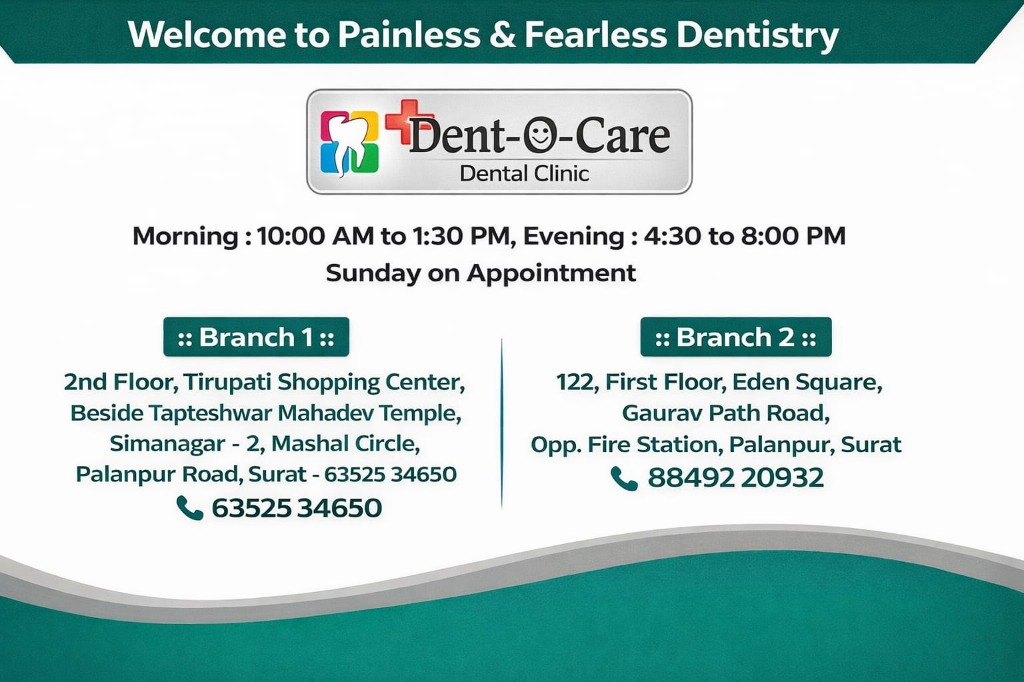 Welcome to Painless & Fearless Dentistry
Dent-O-Care
Dental Clinic
Morning : 10:00 AM to 1:30 PM, Evening : 4:30 to 8:00 PM
Sunday on Appointment
:: Branch 1 ::
2nd Floor, Tirupati Shopping Center,
Beside Tapteshwar Mahadev Temple,
Simanagar - 2, Mashal Circle,
Palanpur Road, Surat - 63525 34650
63525 34650
:: Branch 2 ::
122, First Floor, Eden Square,
Gaurav Path Road,
Opp. Fire Station, Palanpur, Surat
88492 20932